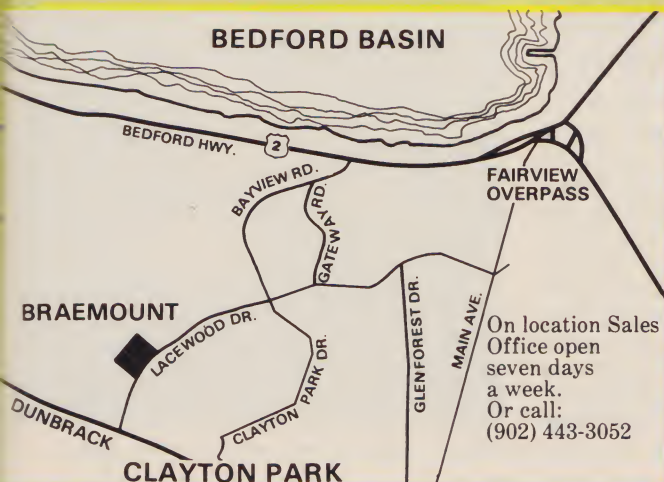 BEDFORD BASIN
BEDFORD HWY.
2
BAYVIEW RD.
GATEWAY RD.
FAIRVIEW
OVERPASS
BRAEMOUNT
LACEWOOD DR.
GLENFOREST DR.
MAIN AVE.
On location Sales
Office open
seven days
a week.
Or call:
(902) 443-3052
CLAYTON PARK DR.
DUNBRACK
CLAYTON PARK